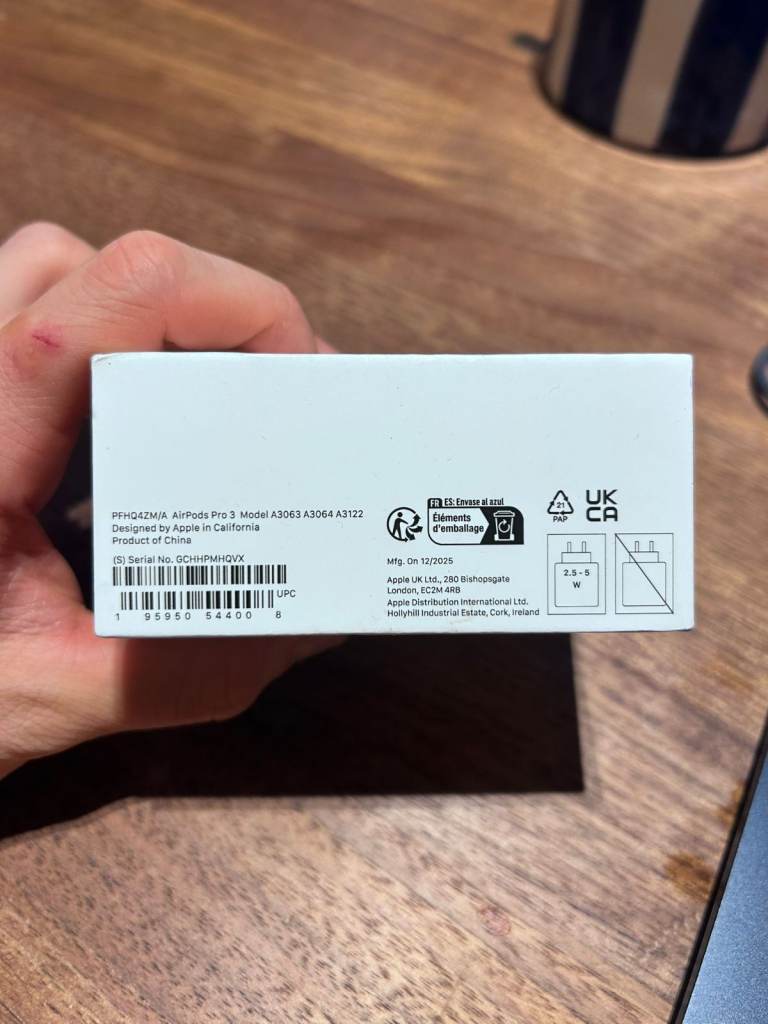 PFHQ4ZM/A AirPods Pro 3 Model A3063 A3064 A3122
Designed by Apple in California
Product of China
(S) Serial No. GCHHPMHQVX
UPC
1 95950 54400 8
FR ES: Envase al azul
Éléments
d'emballage
Mfg. On 12/2025
Apple UK Ltd., 280 Bishopsgate
London, EC2M 4RB
Apple Distribution International Ltd.
Hollyhill Industrial Estate, Cork, Ireland
21
PAP
UK
CA
2.5 - 5
W